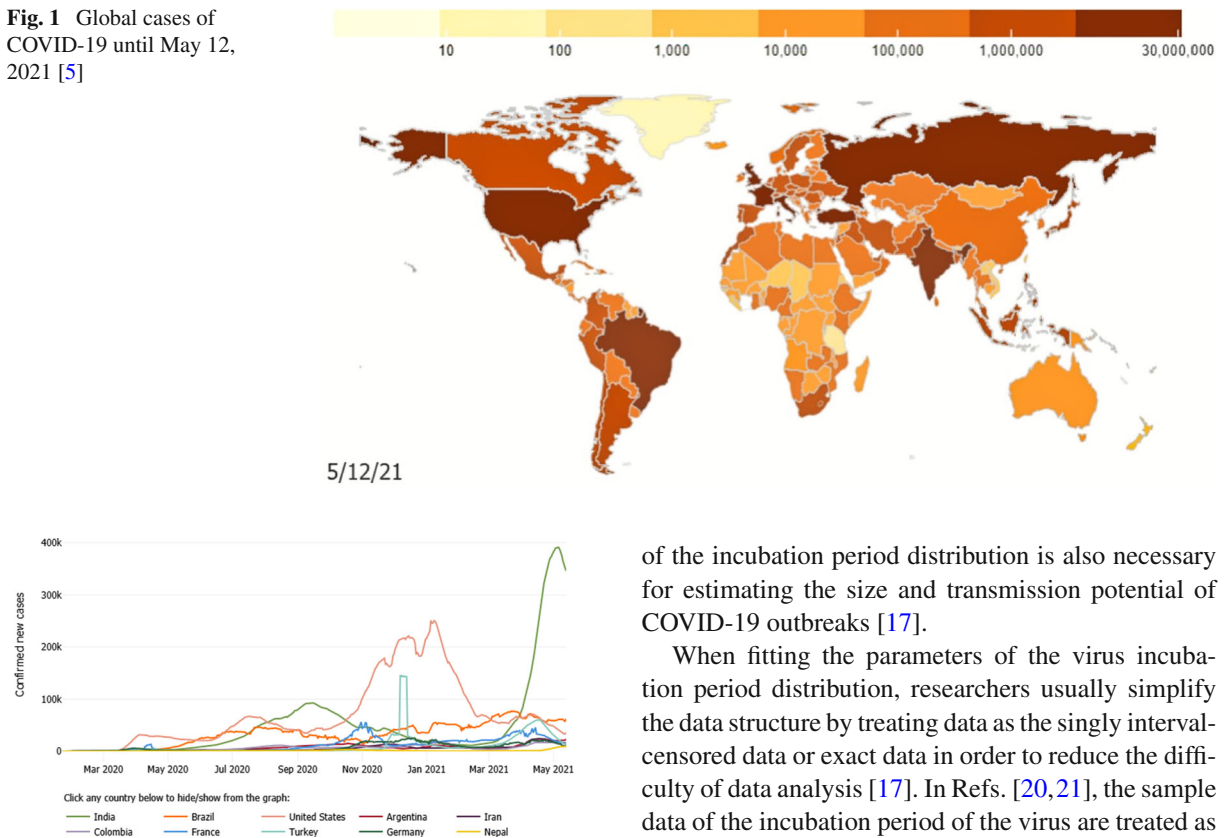 Fig. 1 Global cases of
COVID-19 until May 12,
2021 [5]
10 100 1,000 10,000 100,000 1,000,000 30,000,000
5/12/21
400k
300k
200k
100k
0
Confirmed new cases
Mar 2020 May 2020 Jul 2020 Sep 2020 Nov 2020 Jan 2021 Mar 2021 May 2021
Click any country below to hide/show from the graph:
India Brazil United States Argentina Iran
Colombia France Turkey Germany Nepal
of the incubation period distribution is also necessary
for estimating the size and transmission potential of
COVID-19 outbreaks [17].
When fitting the parameters of the virus incuba-
tion period distribution, researchers usually simplify
the data structure by treating data as the singly interval-
censored data or exact data in order to reduce the diffi-
culty of data analysis [17]. In Refs. [20,21], the sample
data of the incubation period of the virus are treated as